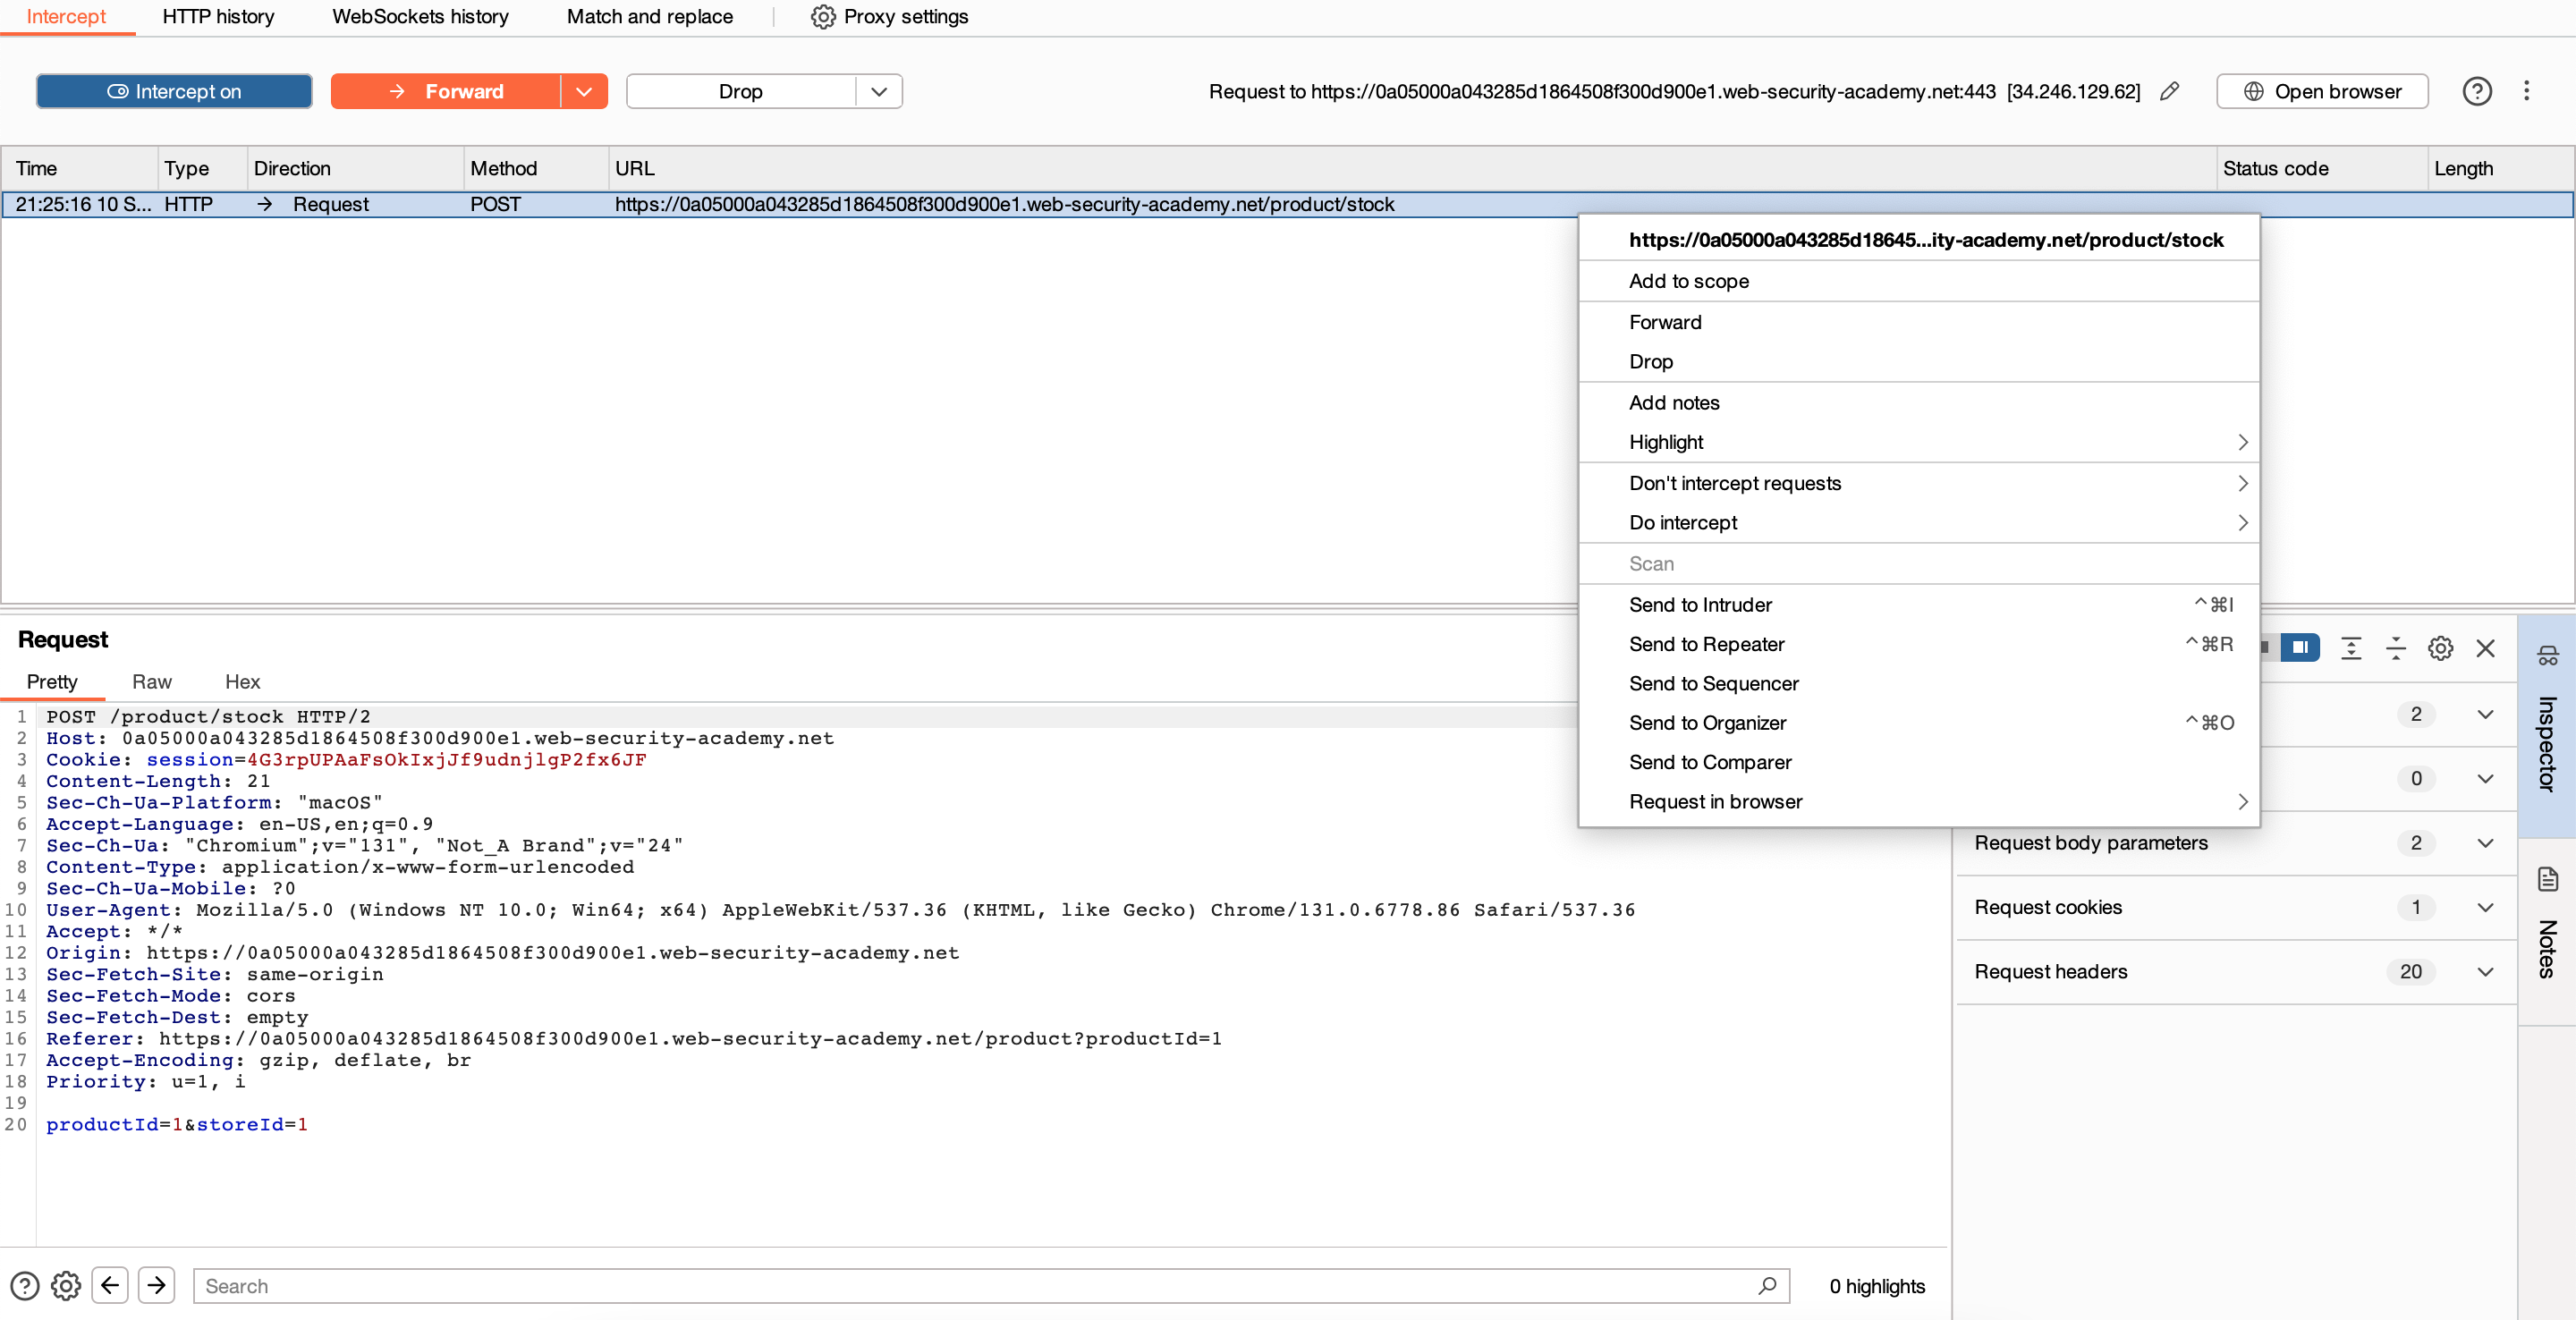 Intercept HTTP history WebSockets history Match and replace Proxy settings
Intercept on Forward Drop Request to https://0a05000a043285d1864508f300d900e1.web-security-academy.net:443 [34.246.129.62] Open browser
Time Type Direction Method URL Status code Length
21:25:16 10 S... HTTP → Request POST https://0a05000a043285d1864508f300d900e1.web-security-academy.net/product/stock
https://0a05000a043285d18645...ity-academy.net/product/stock
Add to scope
Forward
Drop
Add notes
Highlight
Don't intercept requests
Do intercept
Scan
Send to Intruder ^⌘I
Send to Repeater ^⌘R
Send to Sequencer
Send to Organizer ^⌘O
Send to Comparer
Request in browser
Request
Pretty Raw Hex
1 POST /product/stock HTTP/2
2 Host: 0a05000a043285d1864508f300d900e1.web-security-academy.net
3 Cookie: session=4G3rpUPAaFsOkIxjJf9udnjlgP2fx6JF
4 Content-Length: 21
5 Sec-Ch-Ua-Platform: "macOS"
6 Accept-Language: en-US,en;q=0.9
7 Sec-Ch-Ua: "Chromium";v="131", "Not_A Brand";v="24"
8 Content-Type: application/x-www-form-urlencoded
9 Sec-Ch-Ua-Mobile: ?0
10 User-Agent: Mozilla/5.0 (Windows NT 10.0; Win64; x64) AppleWebKit/537.36 (KHTML, like Gecko) Chrome/131.0.6778.86 Safari/537.36
11 Accept: */*
12 Origin: https://0a05000a043285d1864508f300d900e1.web-security-academy.net
13 Sec-Fetch-Site: same-origin
14 Sec-Fetch-Mode: cors
15 Sec-Fetch-Dest: empty
16 Referer: https://0a05000a043285d1864508f300d900e1.web-security-academy.net/product?productId=1
17 Accept-Encoding: gzip, deflate, br
18 Priority: u=1, i
19
20 productId=1&storeId=1
2
0
Request body parameters 2
Request cookies 1
Request headers 20
Inspector
Notes
Search 0 highlights